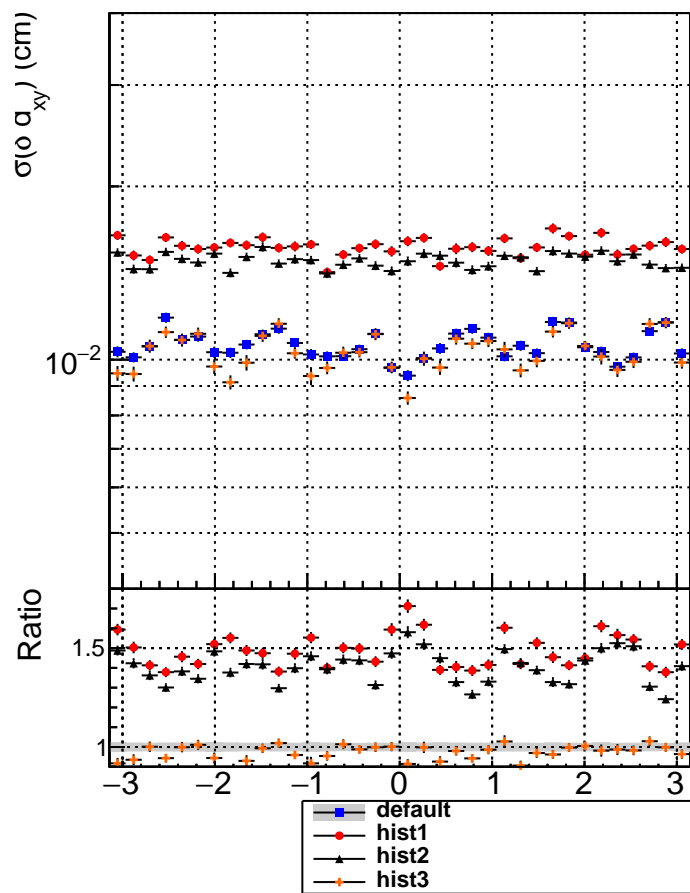 σ(δ d_xy) (cm)
10⁻²
Ratio
1.5
1
−3 −2 −1 0 1 2 3
default
hist1
hist2
hist3